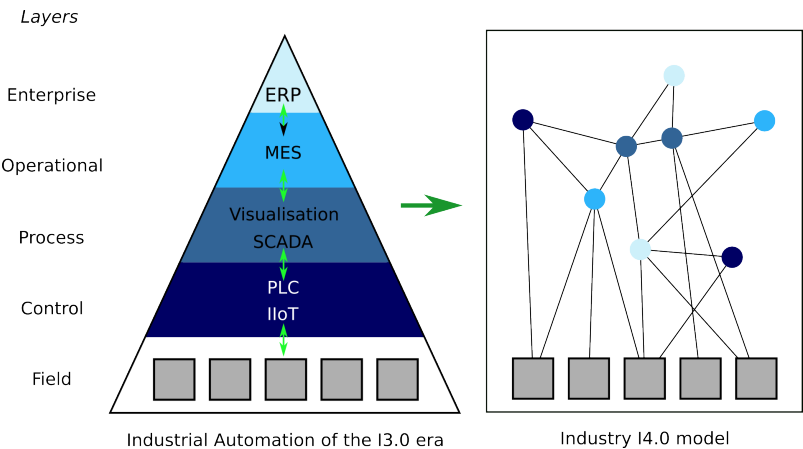 Layers
Enterprise
ERP
Operational
MES
Process
Visualisation
SCADA
Control
PLC
IIoT
Field
Industrial Automation of the I3.0 era
Industry I4.0 model